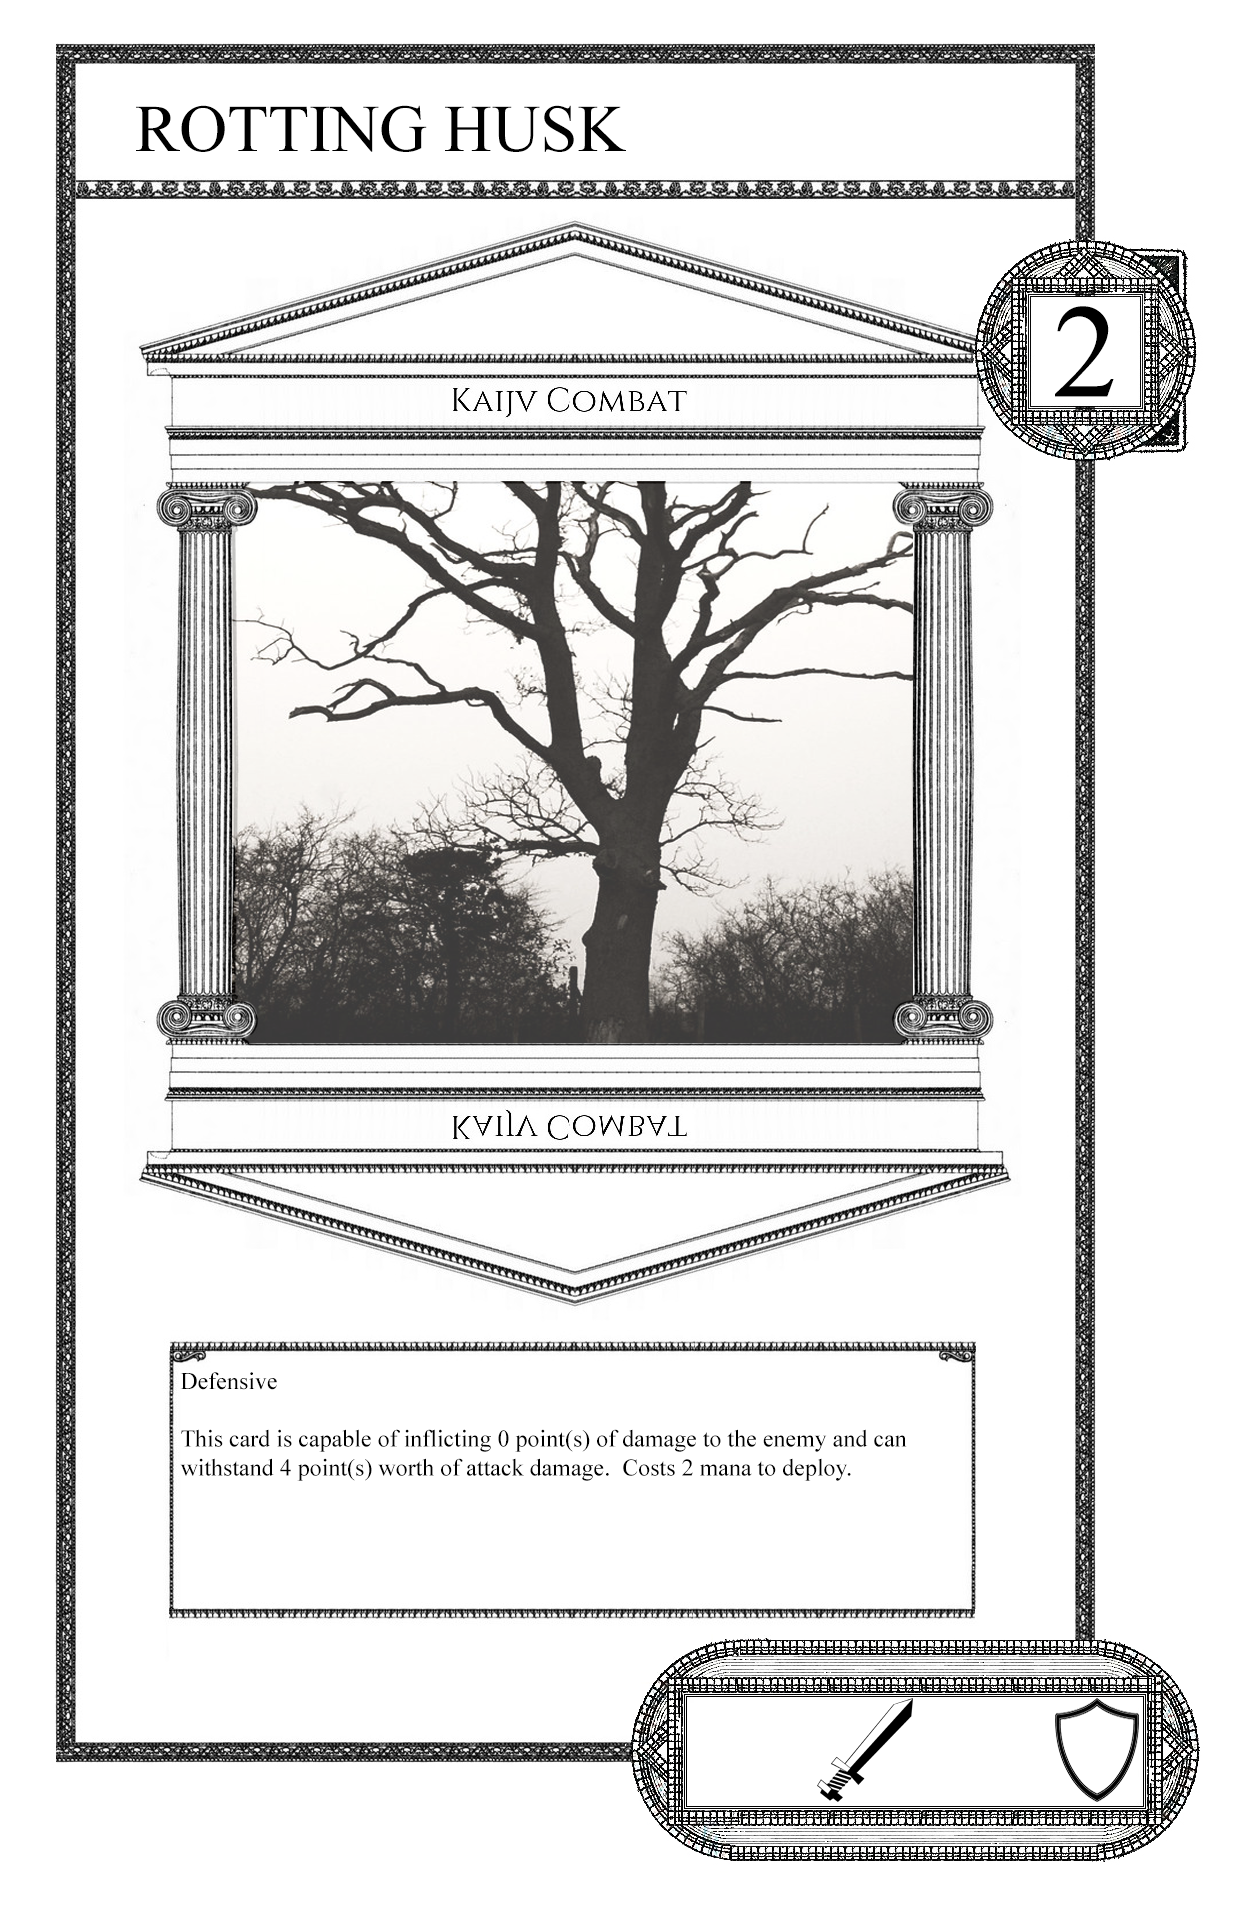 ROTTING HUSK
2
KAIJV COMBAT
KAIJV COMBAT
Defensive
This card is capable of inflicting 0 point(s) of damage to the enemy and can
withstand 4 point(s) worth of attack damage.  Costs 2 mana to deploy.